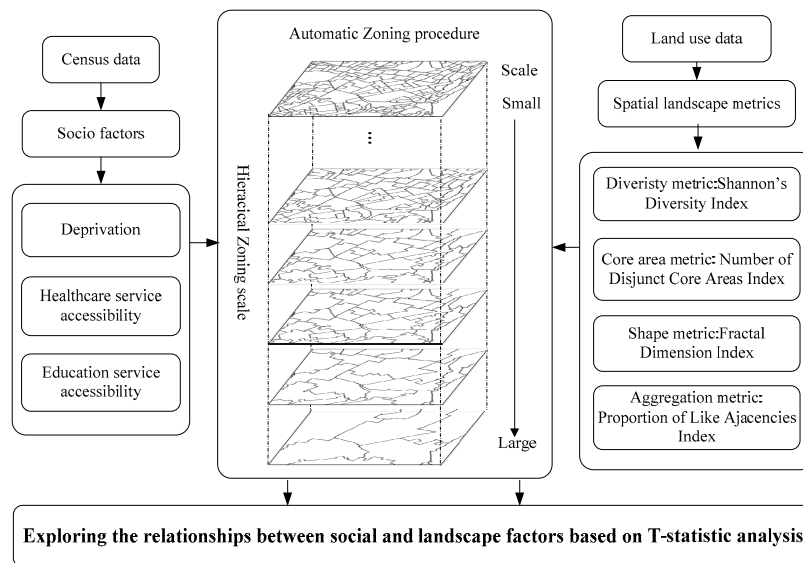 Automatic Zoning procedure
Census data
Socio factors
Deprivation
Healthcare service
accessibility
Education service
accessibility
Hieracical Zoning scale
Scale
Small
...
Large
Land use data
Spatial landscape metrics
Diveristy metric:Shannon's
Diversity Index
Core area metric: Number of
Disjunct Core Areas Index
Shape metric:Fractal
Dimension Index
Aggregation metric:
Proportion of Like Ajacencies
Index
Exploring the relationships between social and landscape factors based on T-statistic analysis